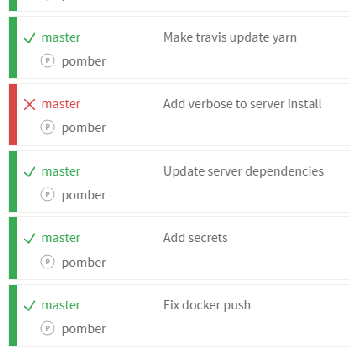 master Make travis update yarn
pomber
master Add verbose to server install
pomber
master Update server dependencies
pomber
master Add secrets
pomber
master Fix docker push
pomber